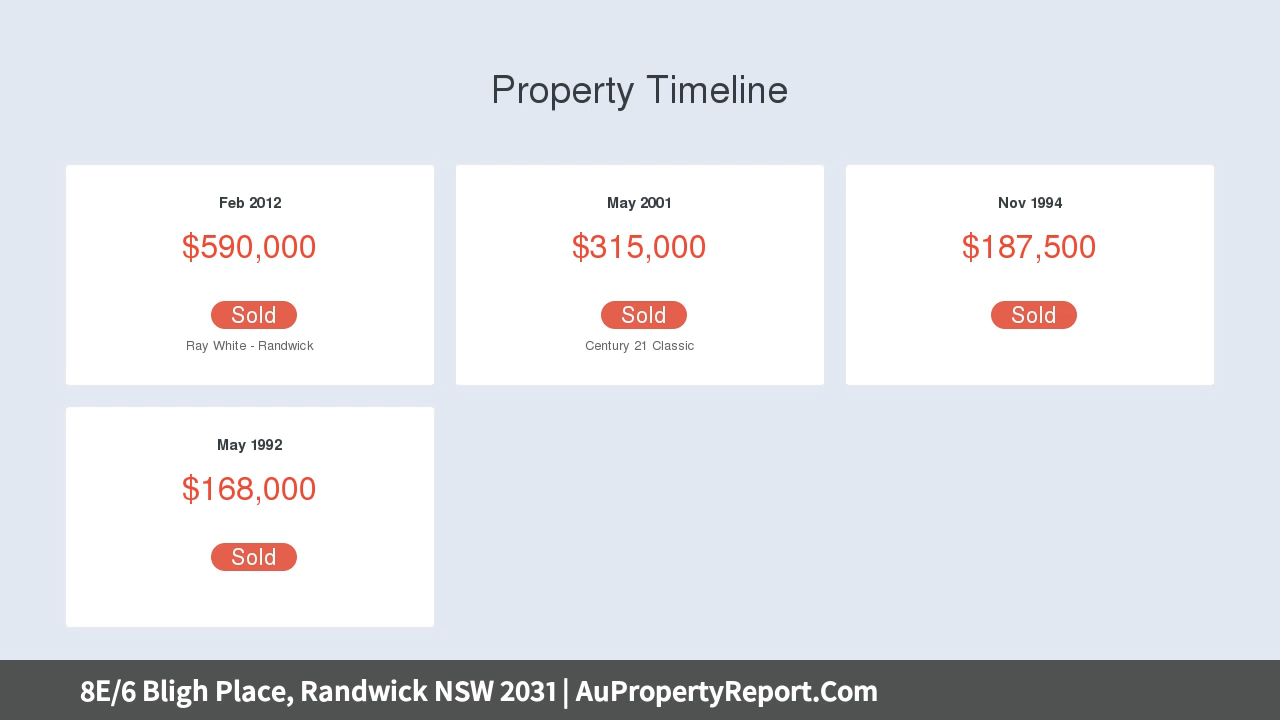 Property Timeline
Feb 2012
$590,000
Sold
Ray White - Randwick
May 2001
$315,000
Sold
Century 21 Classic
Nov 1994
$187,500
Sold
May 1992
$168,000
Sold
8E/6 Bligh Place, Randwick NSW 2031 | AuPropertyReport.Com